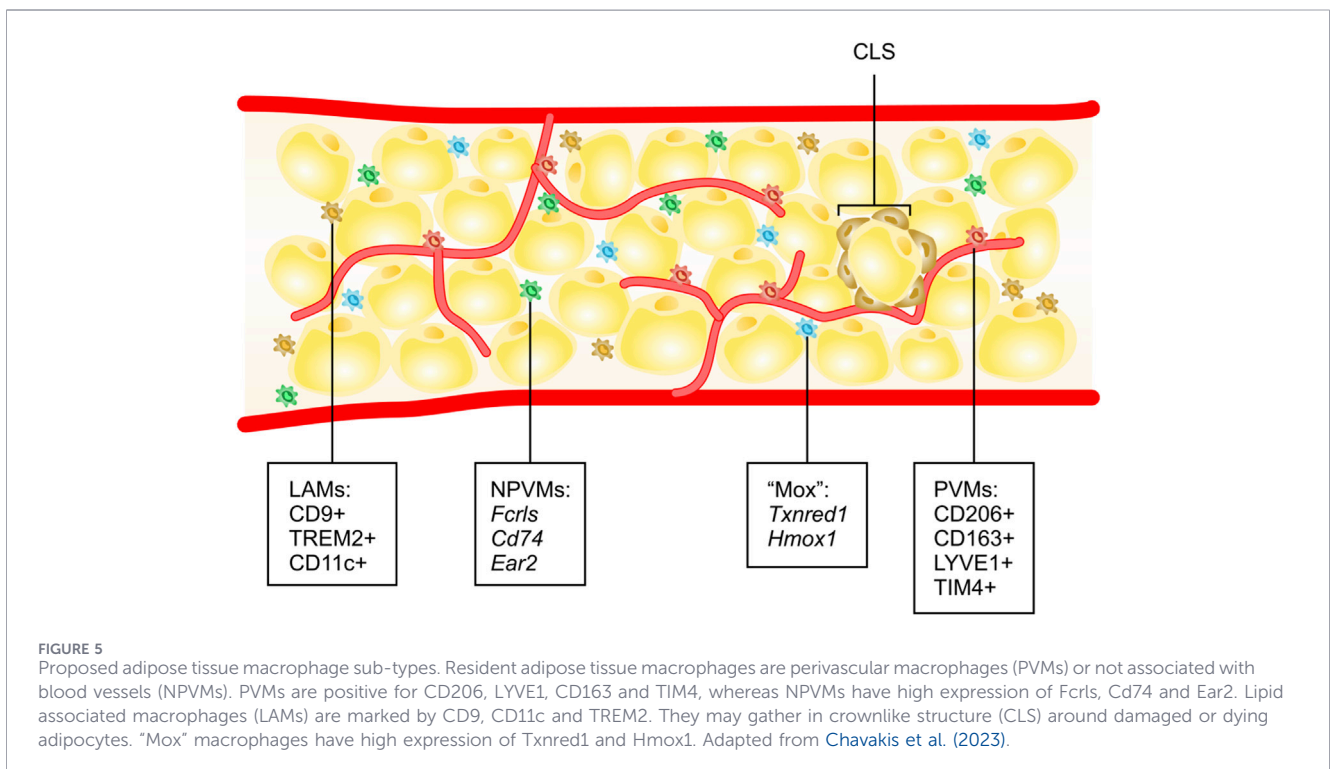 CLS
LAMs:
CD9+
TREM2+
CD11c+
NPVMs:
Fcrls
Cd74
Ear2
“Mox”:
Txnred1
Hmox1
PVMs:
CD206+
CD163+
LYVE1+
TIM4+
FIGURE 5
Proposed adipose tissue macrophage sub-types. Resident adipose tissue macrophages are perivascular macrophages (PVMs) or not associated with
blood vessels (NPVMs). PVMs are positive for CD206, LYVE1, CD163 and TIM4, whereas NPVMs have high expression of Fcrls, Cd74 and Ear2. Lipid
associated macrophages (LAMs) are marked by CD9, CD11c and TREM2. They may gather in crownlike structure (CLS) around damaged or dying
adipocytes. “Mox” macrophages have high expression of Txnred1 and Hmox1. Adapted from Chavakis et al. (2023).